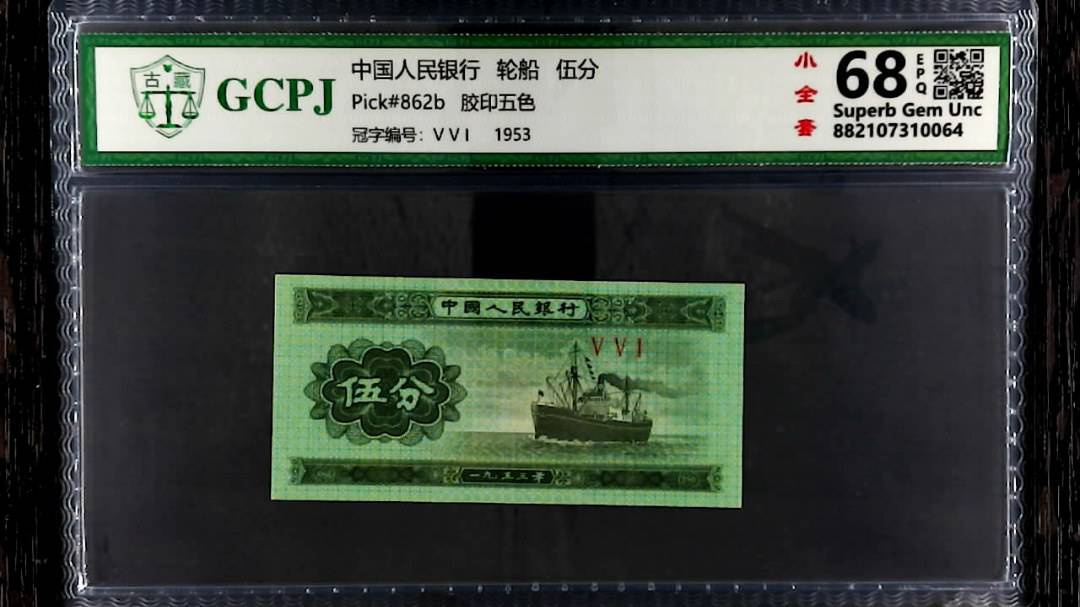 古藏
GCPJ
中国人民银行 轮船 伍分
Pick#862b 胶印五色
冠字编号：V V I 1953
小全套
68
EPQ
Superb Gem Unc
882107310064
中國人民銀行
V V I
伍分
一九五三年